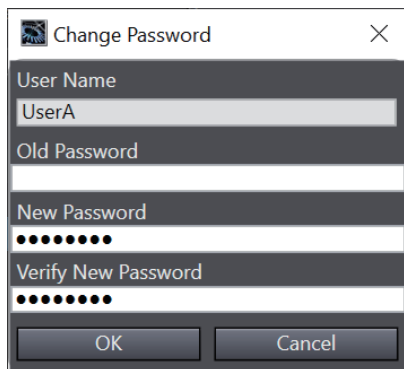 Change Password
User Name
UserA
Old Password
New Password
••••••••
Verify New Password
••••••••
OK Cancel